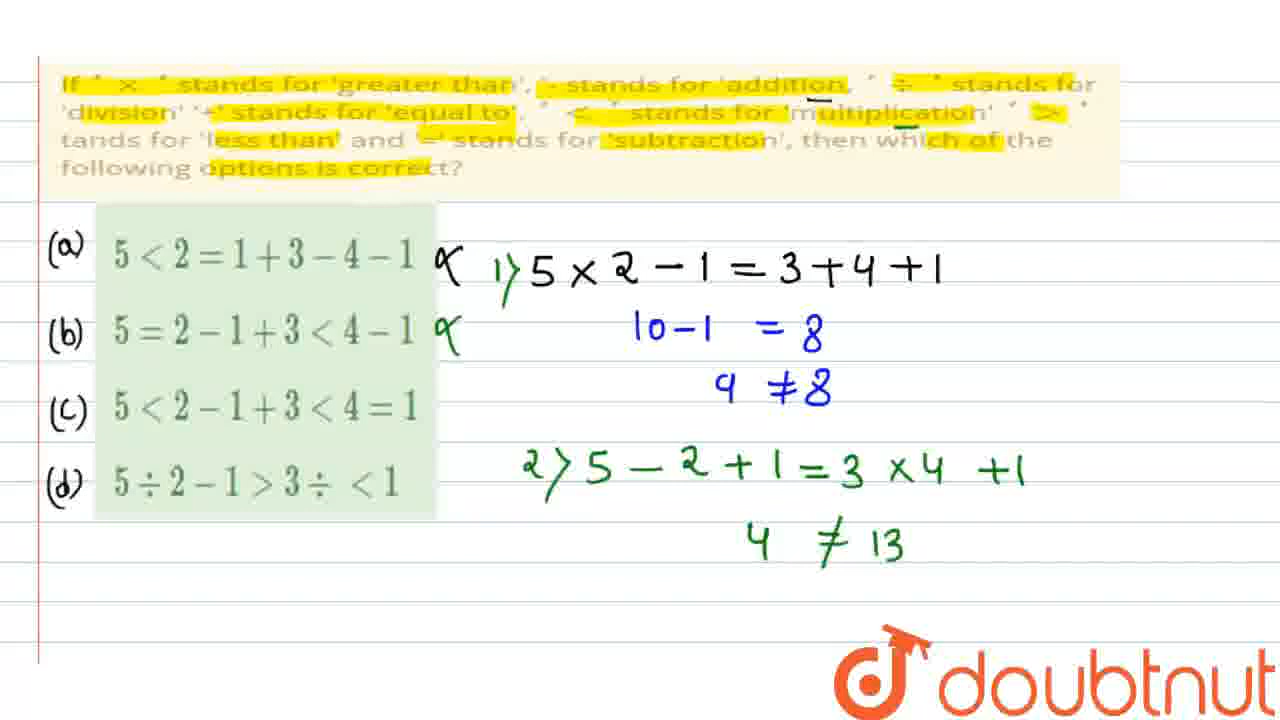 If ' × ' stands for 'greater than', '- stands for 'addition, ' ÷ ' stands for
'division' '+' stands for 'equal to', ' < ' stands for 'multiplication' ' > '
tands for 'less than' and =' stands for 'subtraction', then which of the
following options is correct?
(a) 5 < 2 = 1 + 3 − 4 − 1
1) 5 × 2 − 1 = 3 + 4 + 1
10 − 1 = 8
9 ≠ 8
(b) 5 = 2 − 1 + 3 < 4 − 1
(c) 5 < 2 − 1 + 3 < 4 = 1
(d) 5 ÷ 2 − 1 > 3 ÷ < 1
2) 5 − 2 + 1 = 3 × 4 + 1
4 ≠ 13
doubtnut